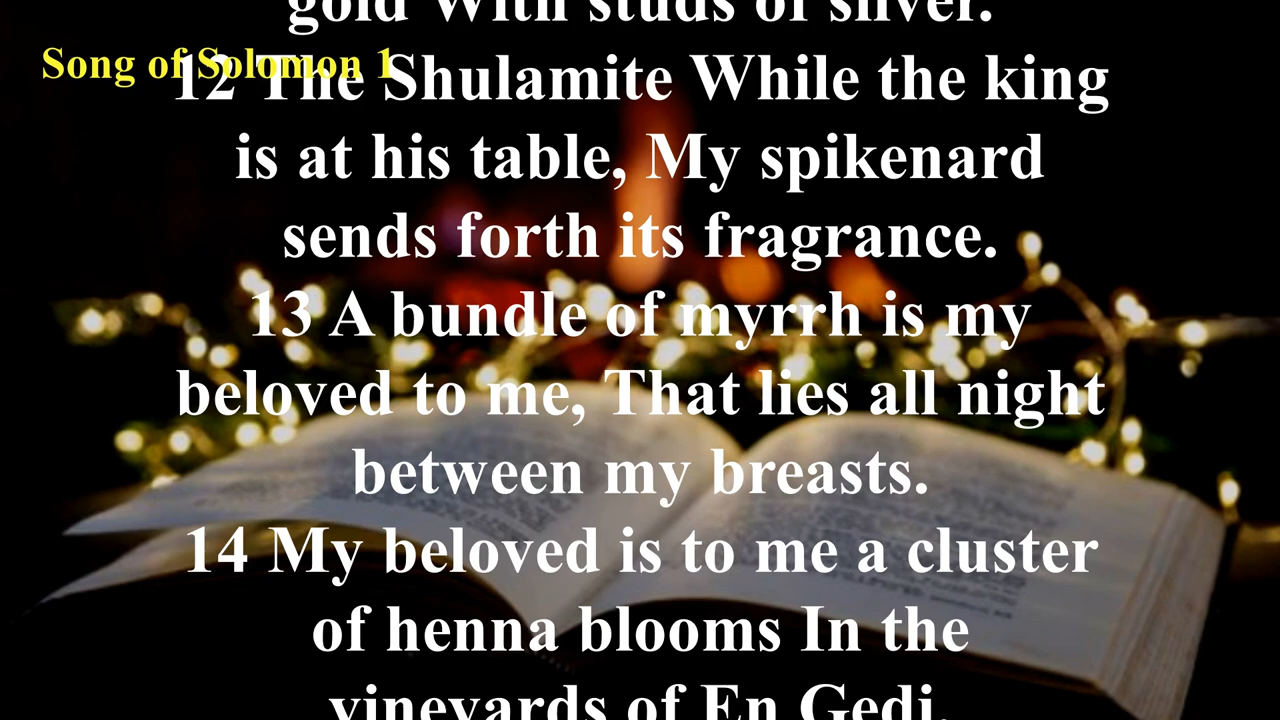 gold With studs of silver.
Song of Solomon 1
12 The Shulamite While the king
is at his table, My spikenard
sends forth its fragrance.
13 A bundle of myrrh is my
beloved to me, That lies all night
between my breasts.
14 My beloved is to me a cluster
of henna blooms In the
vineyards of En Gedi.